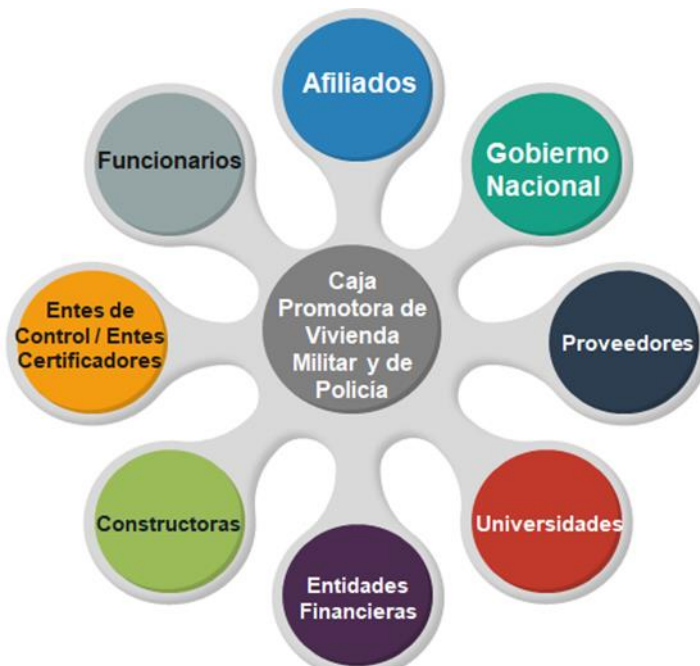 Afiliados
Gobierno
Nacional
Proveedores
Universidades
Entidades
Financieras
Constructoras
Entes de
Control / Entes
Certificadores
Funcionarios
Caja
Promotora de
Vivienda
Militar y de
Policía